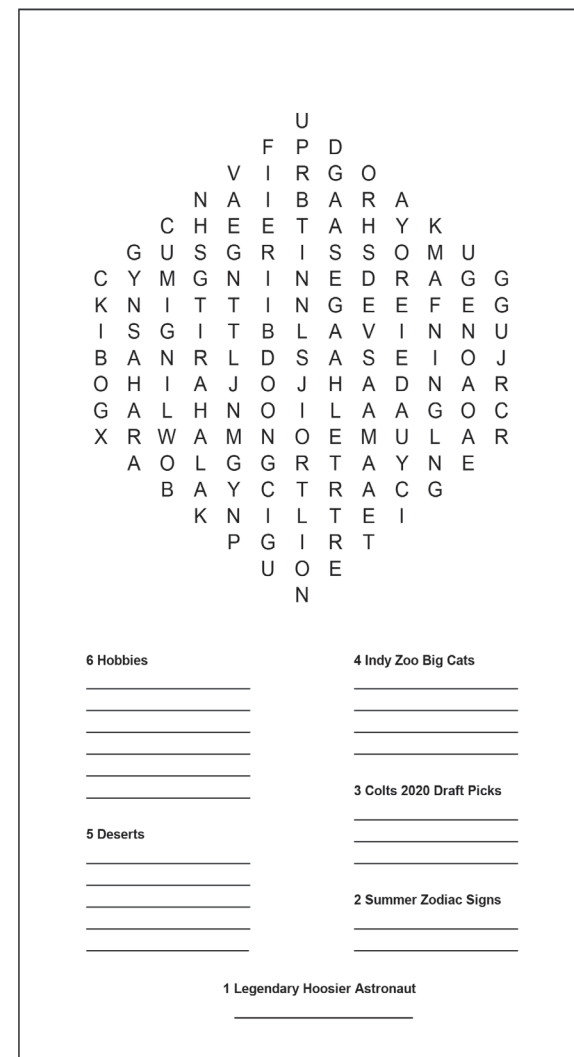 U
F P D
V I R G O
N A I B A R A
C H E E T A H Y K
G U S G R I S S O M U
C Y M G N I N E D R A G G
K N I T T I N G E E F E G
I S G I T B L A V I N N U
B A N R L D S A S E I O J
O H I A J O J H A D N A R
G A L H N O I L A A G O C
X R W A M N O E M U L A R
A O L G G R T A Y N E
B A Y C T R A C G
K N I L T E I
P G I R T
U O E
N
6 Hobbies
5 Deserts
4 Indy Zoo Big Cats
3 Colts 2020 Draft Picks
2 Summer Zodiac Signs
1 Legendary Hoosier Astronaut